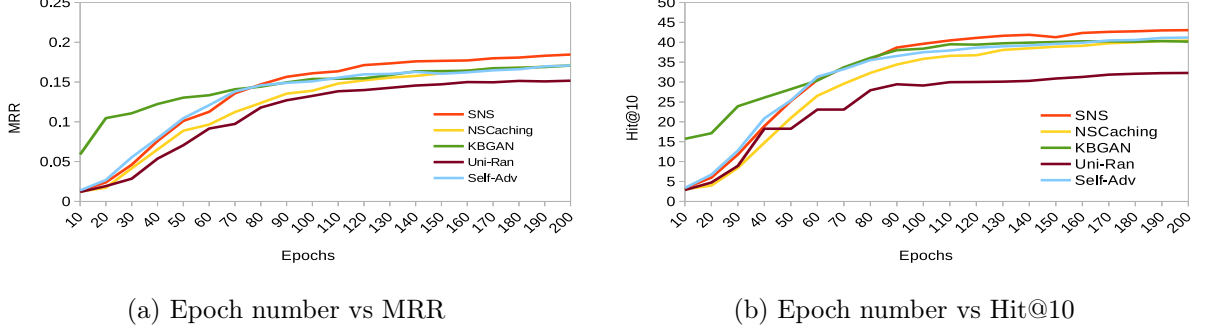 0.25
0.2
0.15
0.1
0.05
0
MRR
10 20 30 40 50 60 70 80 90 100 110 120 130 140 150 160 170 180 190 200
Epochs
SNS
NSCaching
KBGAN
Uni-Ran
Self-Adv
(a) Epoch number vs MRR
50
45
40
35
30
25
20
15
10
5
0
Hit@10
10 20 30 40 50 60 70 80 90 100 110 120 130 140 150 160 170 180 190 200
Epochs
SNS
NSCaching
KBGAN
Uni-Ran
Self-Adv
(b) Epoch number vs Hit@10